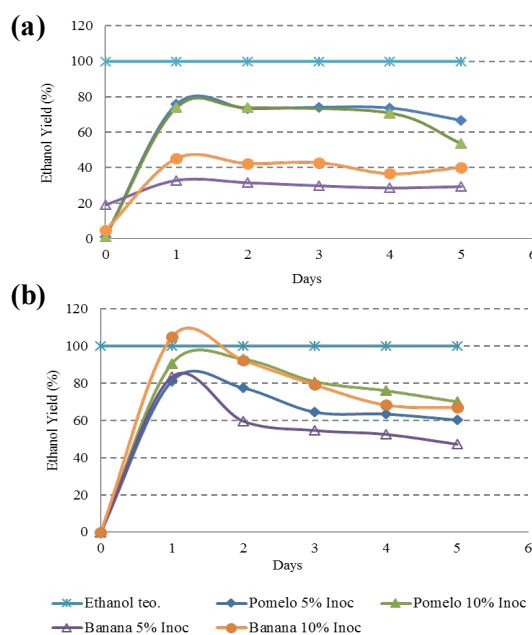 (a)
120
100
80
60
40
20
0
Ethanol Yield (%)
0 1 2 3 4 5 6
Days
(b)
120
100
80
60
40
20
0
Ethanol Yield (%)
0 1 2 3 4 5 6
Days
Ethanol teo. Pomelo 5% Inoc Pomelo 10% Inoc
Banana 5% Inoc Banana 10% Inoc